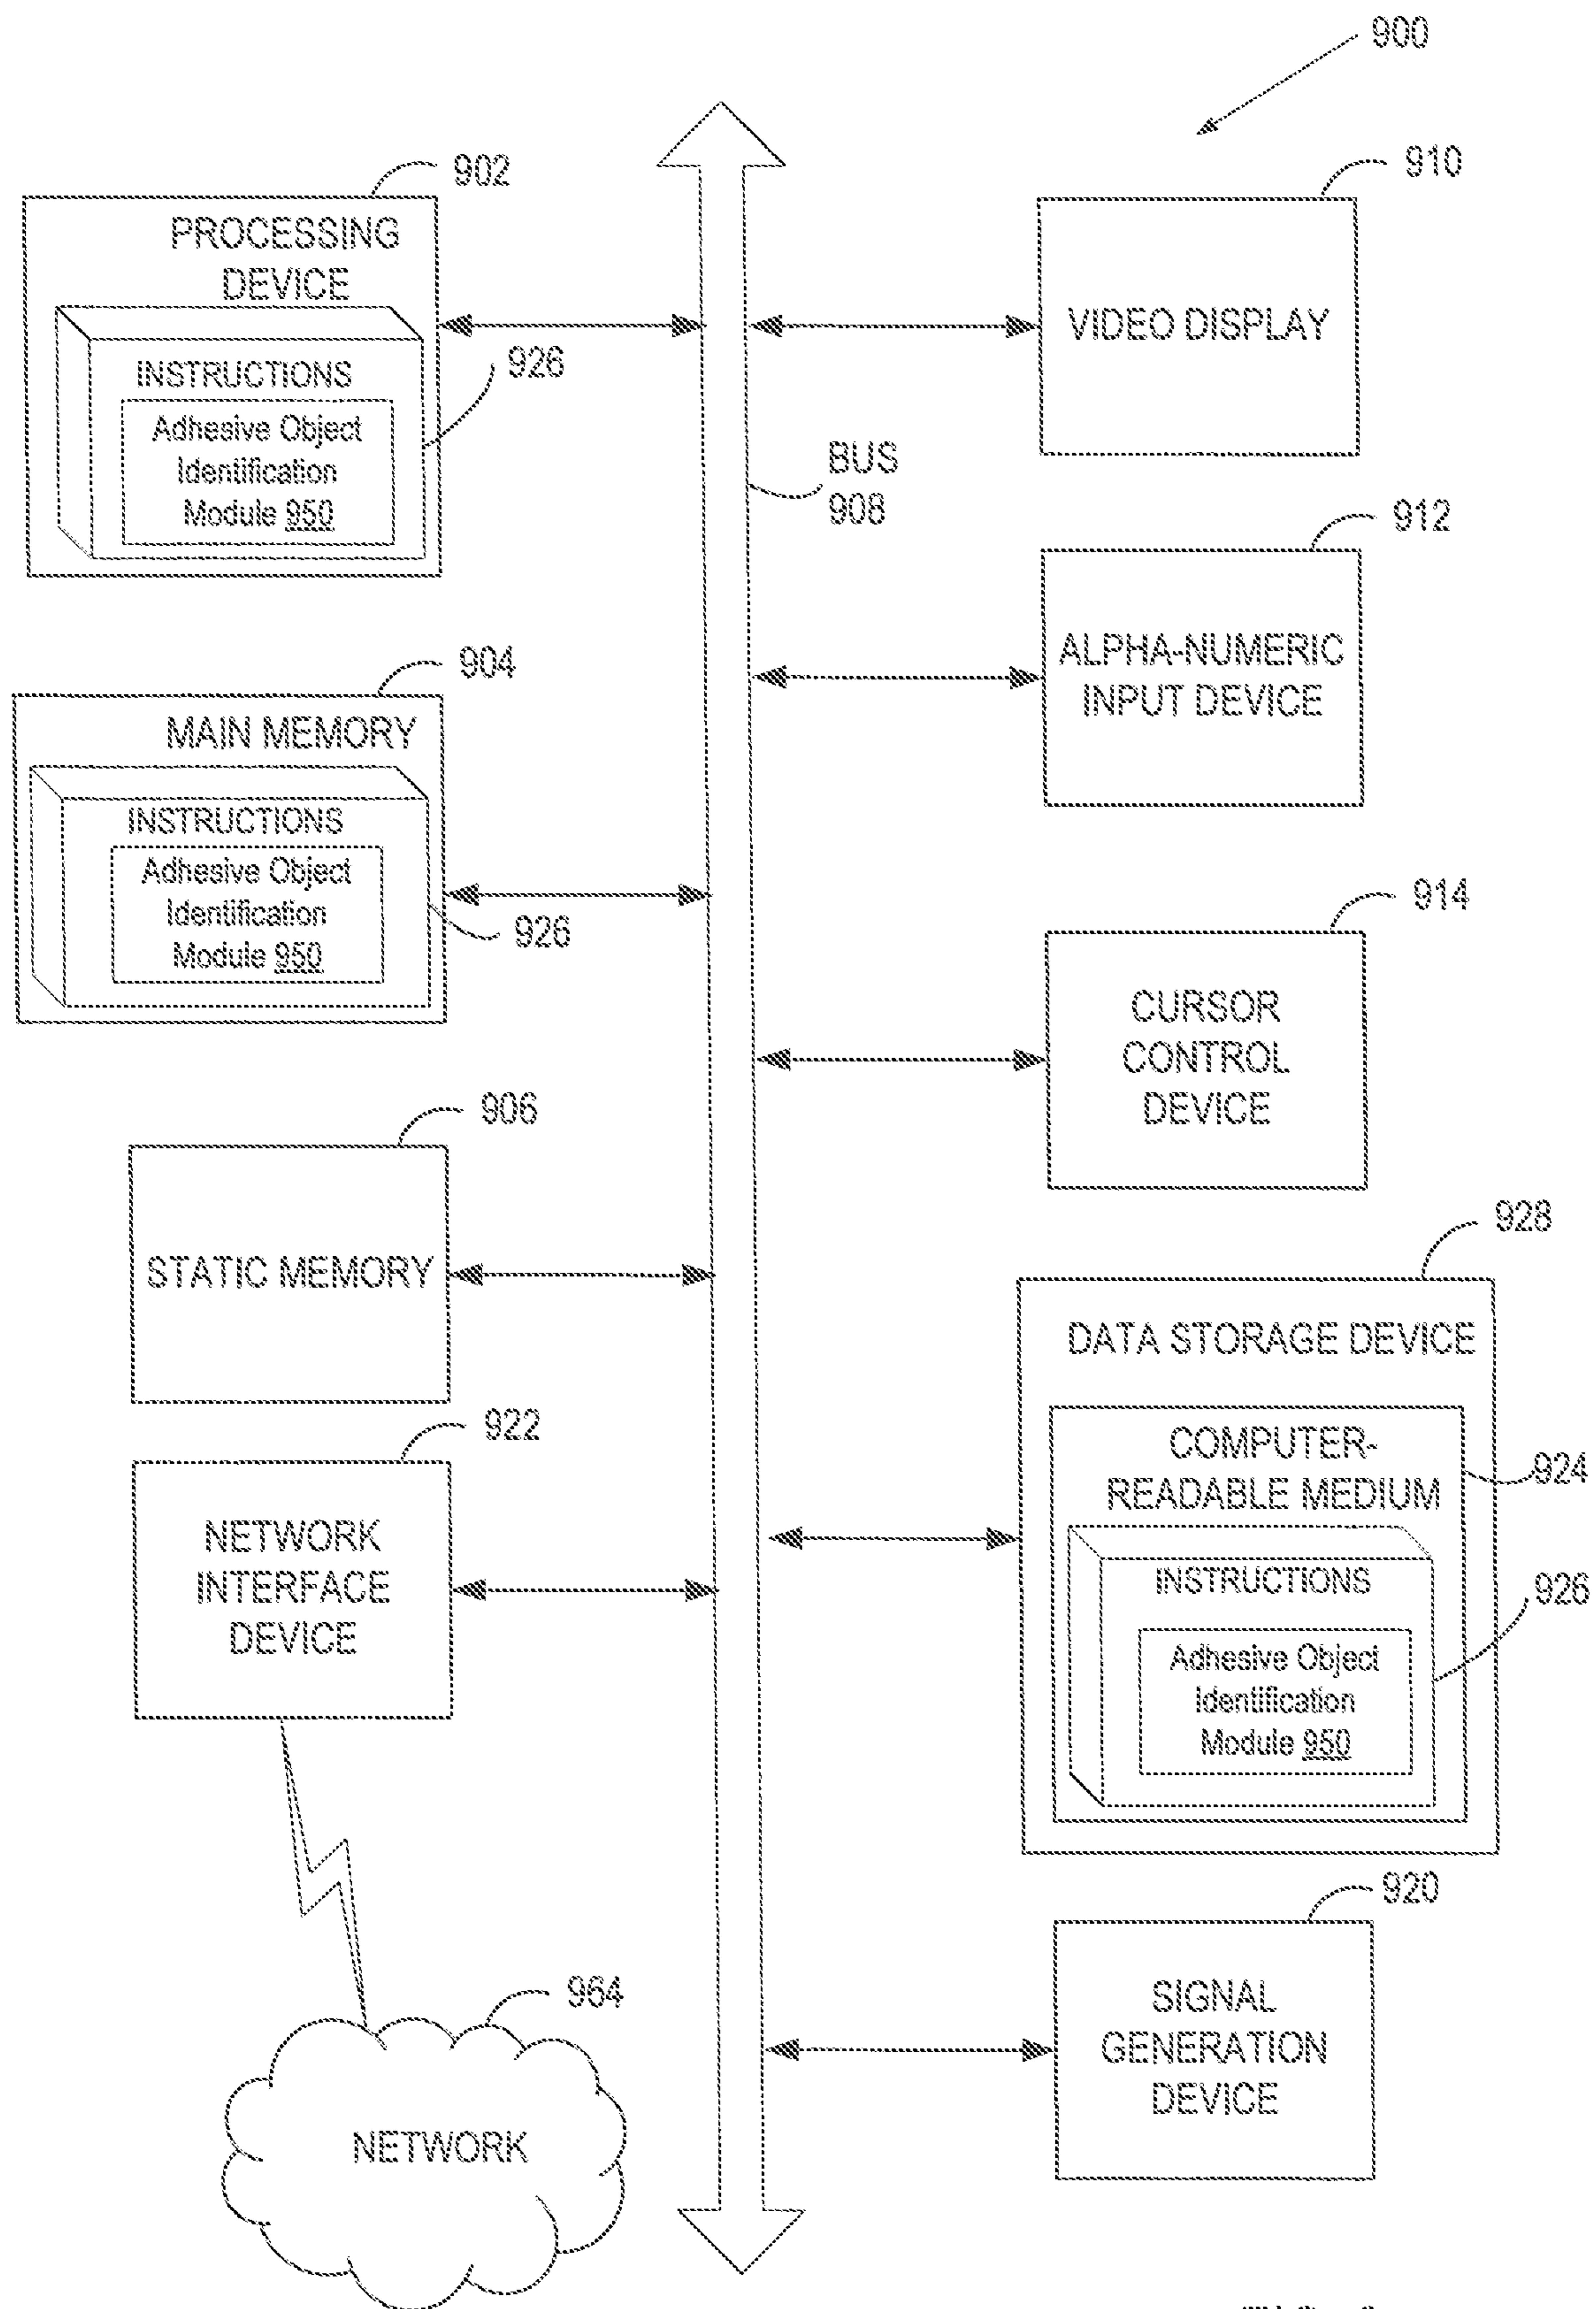 900
902
PROCESSING
DEVICE
INSTRUCTIONS
Adhesive Object
Identification
Module 950
926
910
VIDEO DISPLAY
BUS
908
912
ALPHA-NUMERIC
INPUT DEVICE
904
MAIN MEMORY
INSTRUCTIONS
Adhesive Object
Identification
Module 950
926
914
CURSOR
CONTROL
DEVICE
906
STATIC MEMORY
928
DATA STORAGE DEVICE
COMPUTER-
READABLE MEDIUM
924
INSTRUCTIONS
Adhesive Object
Identification
Module 950
926
922
NETWORK
INTERFACE
DEVICE
920
SIGNAL
GENERATION
DEVICE
964
NETWORK